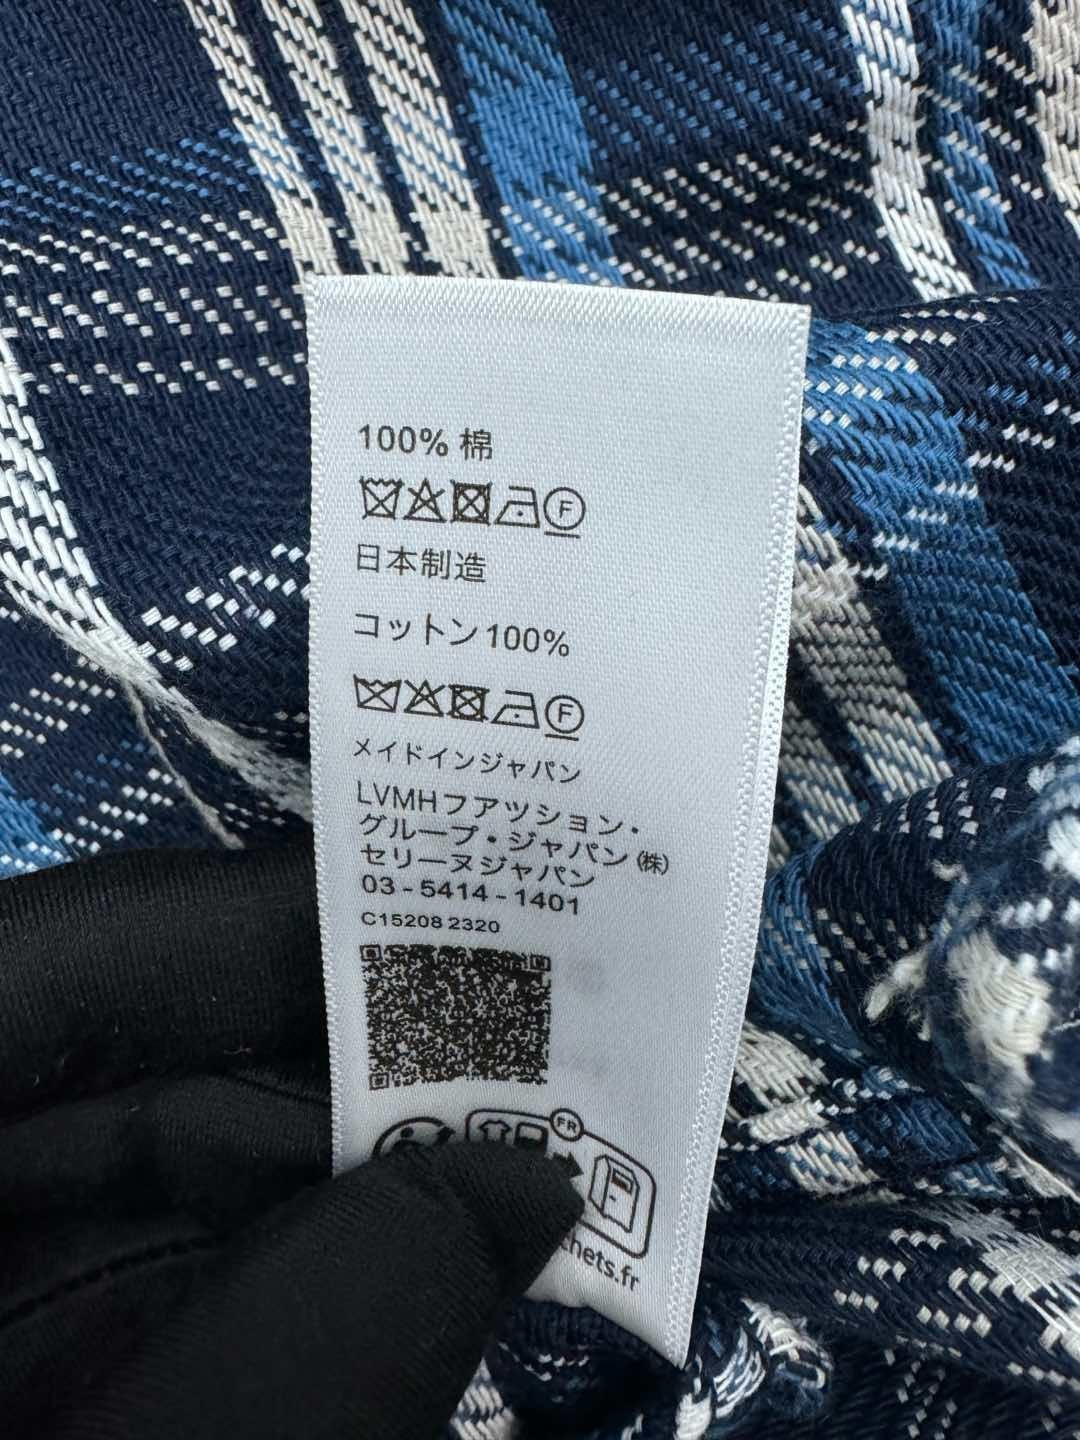 100% 棉
F
日本制造
コットン100%
F
メイドインジャパン
LVMHフアツション・
グループ・ジャパン(株)
セリーヌジャパン
03-5414-1401
C15208 2320
FR